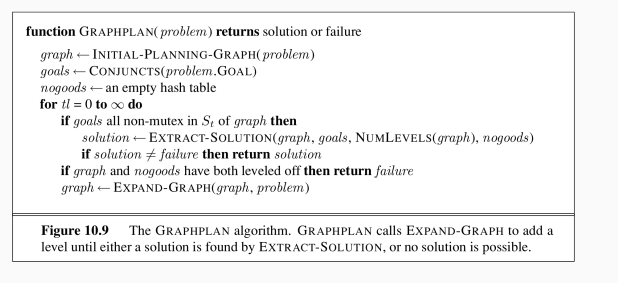 function GRAPHPLAN(problem) returns solution or failure
graph ← INITIAL-PLANNING-GRAPH(problem)
goals ← CONJUNCTS(problem.GOAL)
nogoods ← an empty hash table
for tl = 0 to ∞ do
if goals all non-mutex in St of graph then
solution ← EXTRACT-SOLUTION(graph, goals, NUMLEVELS(graph), nogoods)
if solution ≠ failure then return solution
if graph and nogoods have both leveled off then return failure
graph ← EXPAND-GRAPH(graph, problem)
Figure 10.9 The GRAPHPLAN algorithm. GRAPHPLAN calls EXPAND-GRAPH to add a
level until either a solution is found by EXTRACT-SOLUTION, or no solution is possible.